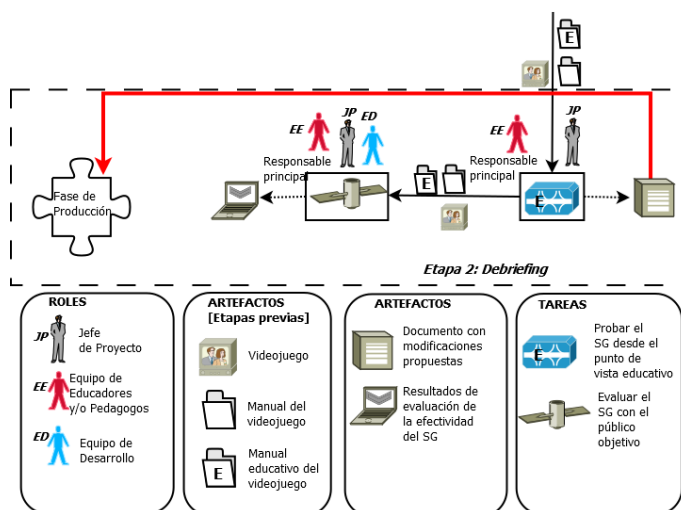 E
JP
ED
JP
EE
EE
Responsable
principal
Responsable
principal
Fase de
Producción
E
E
Etapa 2: Debriefing
ROLES
JP
Jefe
de Proyecto
EE
Equipo de
Educadores
y/o Pedagogos
ED
Equipo de
Desarrollo
ARTEFACTOS
[Etapas previas]
Videojuego
Manual del
videojuego
E
Manual
educativo del
videojuego
ARTEFACTOS
Documento con
modificaciones
propuestas
Resultados de
evaluación de
la efectividad
del SG
TAREAS
E
Probar el
SG desde el
punto de
vista educativo
Evaluar el
SG con el
público
objetivo